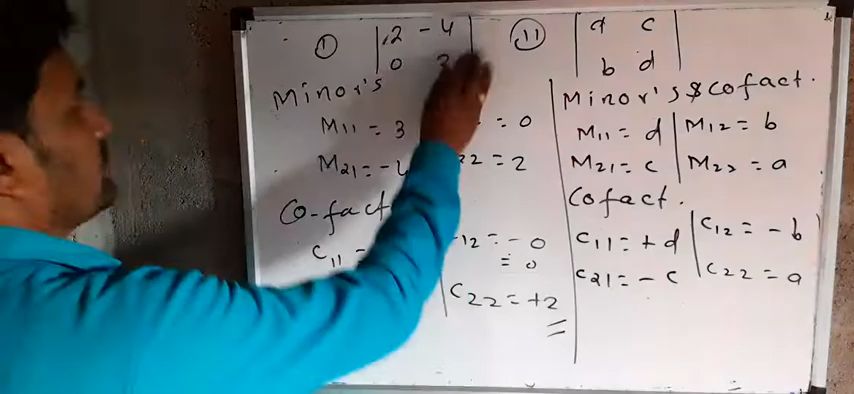 ① | 2 -4 |
| 0 3 |
Minor's
M11 = 3
= 0
M21 = -4
22 = 2
Co-fact
C11 =
12 = -0
= 0
C22 = +2
11 | a c |
| b d |
Minor's & Cofact.
M11 = d | M12 = b
M21 = c | M22 = a
Cofact.
C11 = +d | C12 = -b
C21 = -c | C22 = a